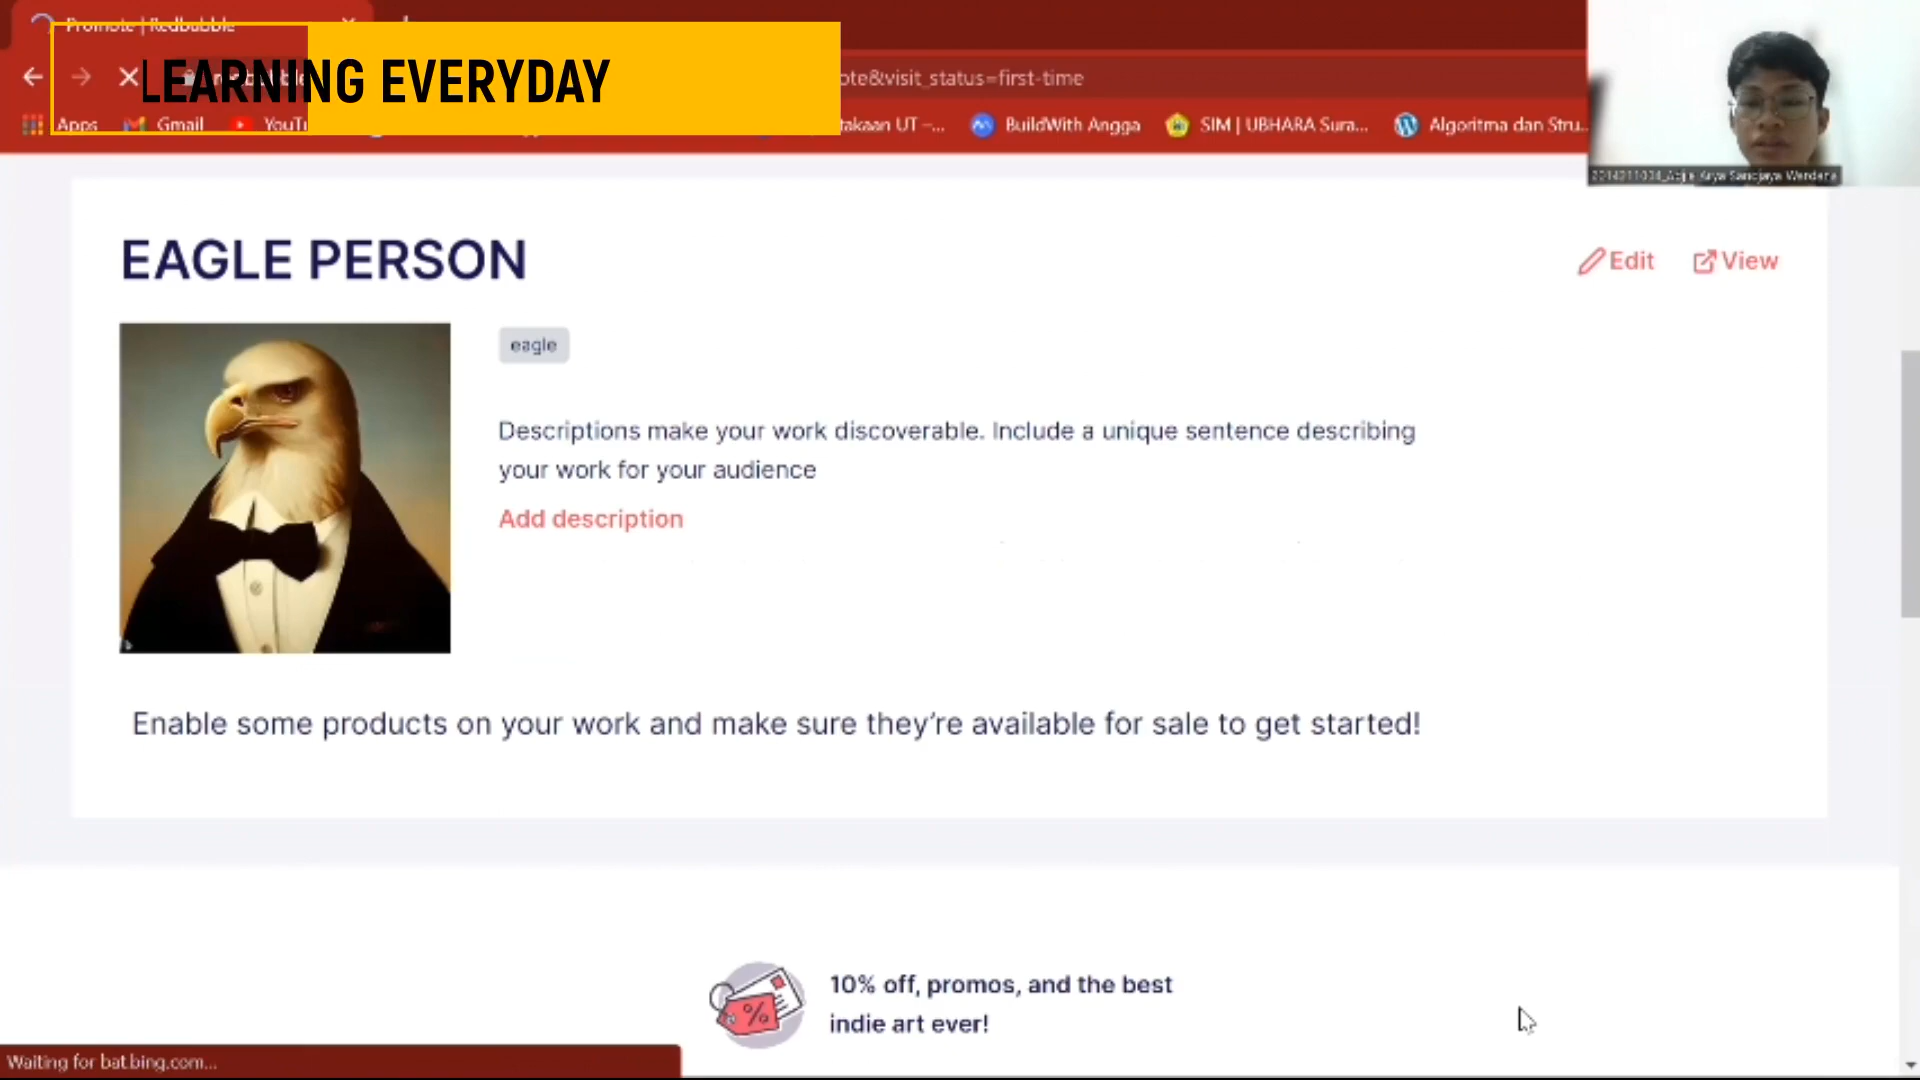 Promote | Redbubble
LEARNING EVERYDAY
ote&visit_status=first-time
Apps
Gmail
takaan UT –...
BuildWith Angga
SIM | UBHARA Sura...
Algoritma dan Stru...
EAGLE PERSON
Edit
View
eagle
Descriptions make your work discoverable. Include a unique sentence describing
your work for your audience
Add description
Enable some products on your work and make sure they’re available for sale to get started!
10% off, promos, and the best
indie art ever!
Waiting for bat.bing.com...